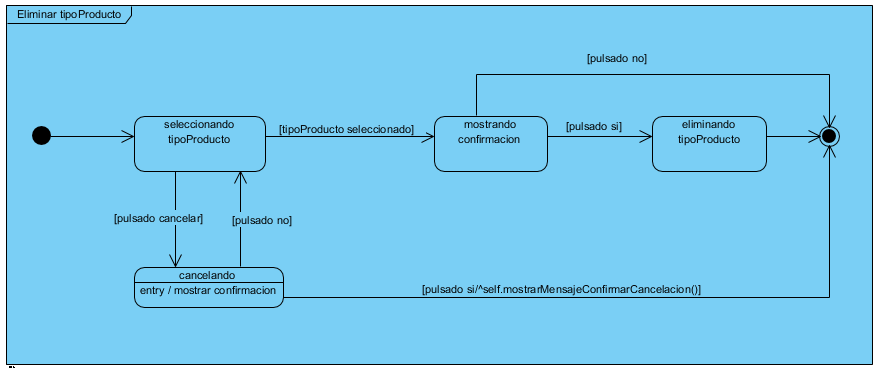 Eliminar tipoProducto
[pulsado no]
seleccionando
tipoProducto
[tipoProducto seleccionado]
mostrando
confirmacion
[pulsado si]
eliminando
tipoProducto
[pulsado cancelar]
[pulsado no]
cancelando
entry / mostrar confirmacion
[pulsado si/^self.mostrarMensajeConfirmarCancelacion()]